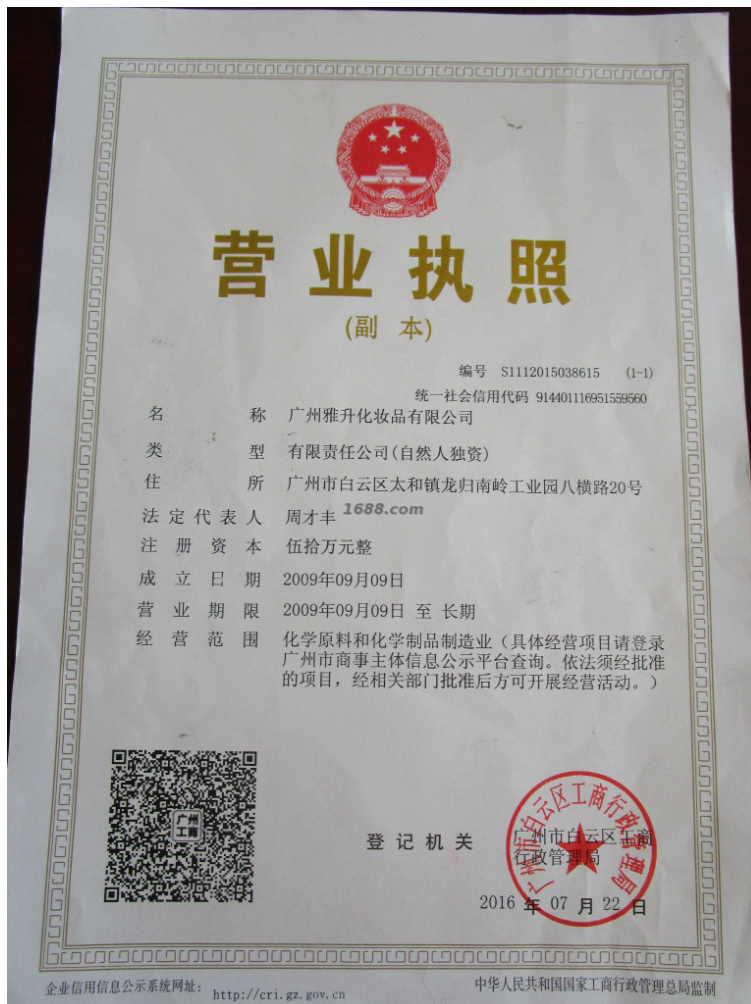 营业执照
(副 本)
编号 S1112015038615 (1-1)
统一社会信用代码 914401116951559560
名 称 广州雅升化妆品有限公司
类 型 有限责任公司(自然人独资)
住 所 广州市白云区太和镇龙归南岭工业园八横路20号
1688.com
法定代表人 周才丰
注册资本 伍拾万元整
成立日期 2009年09月09日
营业期限 2009年09月09日 至 长期
经营范围 化学原料和化学制品制造业（具体经营项目请登录
广州市商事主体信息公示平台查询。依法须经批准
的项目，经相关部门批准后方可开展经营活动。）
广州
工商
广州市白云区工商行政管理局
登记机关 广州市白云区工商
行政管理局
2016 年 07 月 22 日
企业信用信息公示系统网址： http://cri.gz.gov.cn
中华人民共和国国家工商行政管理总局监制